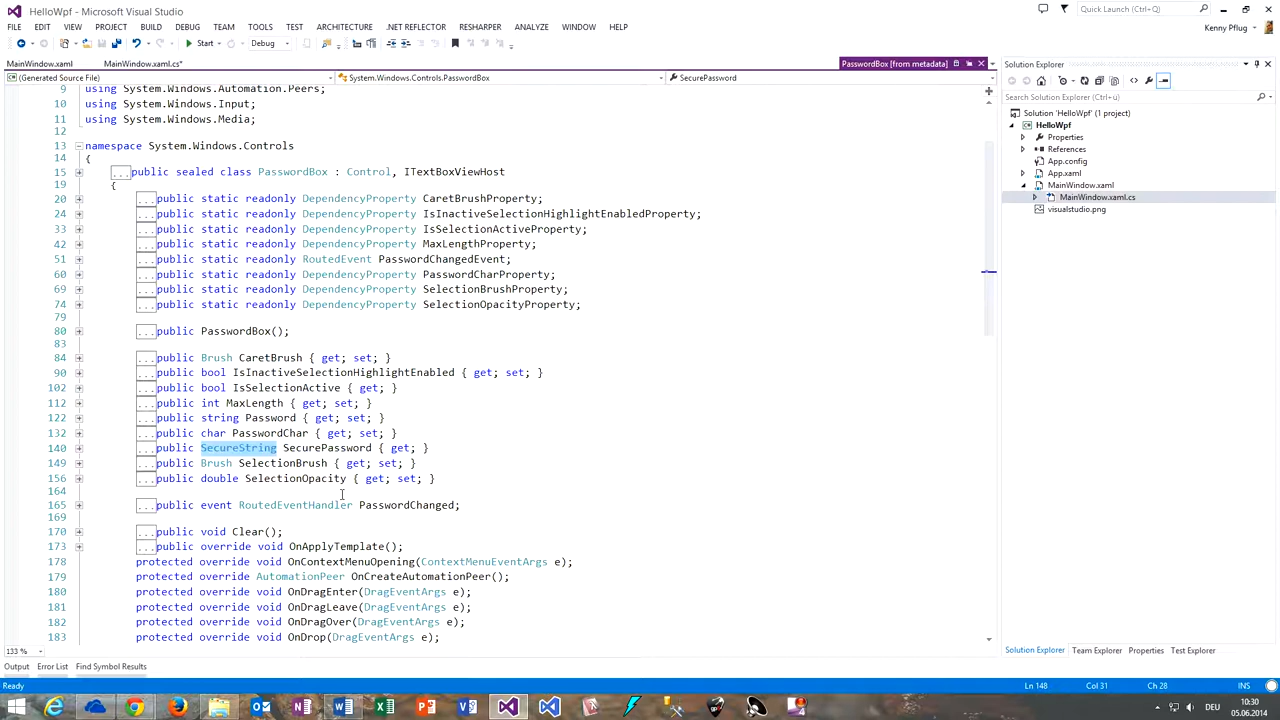 HelloWpf - Microsoft Visual Studio
Quick Launch (Ctrl+Q)
FILE EDIT VIEW PROJECT BUILD DEBUG TEAM TOOLS TEST ARCHITECTURE .NET REFLECTOR RESHARPER ANALYZE WINDOW HELP
Kenny Pflug
Start Debug
MainWindow.xaml MainWindow.xaml.cs* PasswordBox [from metadata]
(Generated Source File) System.Windows.Controls.PasswordBox SecurePassword
9 using System.Windows.Automation.Peers;
10 using System.Windows.Input;
11 using System.Windows.Media;
12
13 namespace System.Windows.Controls
14 {
15 ...public sealed class PasswordBox : Control, ITextBoxViewHost
19 {
20 ...public static readonly DependencyProperty CaretBrushProperty;
24 ...public static readonly DependencyProperty IsInactiveSelectionHighlightEnabledProperty;
33 ...public static readonly DependencyProperty IsSelectionActiveProperty;
42 ...public static readonly DependencyProperty MaxLengthProperty;
51 ...public static readonly RoutedEvent PasswordChangedEvent;
60 ...public static readonly DependencyProperty PasswordCharProperty;
69 ...public static readonly DependencyProperty SelectionBrushProperty;
74 ...public static readonly DependencyProperty SelectionOpacityProperty;
79
80 ...public PasswordBox();
83
84 ...public Brush CaretBrush { get; set; }
90 ...public bool IsInactiveSelectionHighlightEnabled { get; set; }
102 ...public bool IsSelectionActive { get; }
112 ...public int MaxLength { get; set; }
122 ...public string Password { get; set; }
132 ...public char PasswordChar { get; set; }
140 ...public SecureString SecurePassword { get; }
149 ...public Brush SelectionBrush { get; set; }
156 ...public double SelectionOpacity { get; set; }
164
165 ...public event RoutedEventHandler PasswordChanged;
169
170 ...public void Clear();
173 ...public override void OnApplyTemplate();
178 protected override void OnContextMenuOpening(ContextMenuEventArgs e);
179 protected override AutomationPeer OnCreateAutomationPeer();
180 protected override void OnDragEnter(DragEventArgs e);
181 protected override void OnDragLeave(DragEventArgs e);
182 protected override void OnDragOver(DragEventArgs e);
183 protected override void OnDrop(DragEventArgs e);
133 %
Output Error List Find Symbol Results
Solution Explorer
Search Solution Explorer (Ctrl+ü)
Solution 'HelloWpf' (1 project)
HelloWpf
Properties
References
App.config
App.xaml
MainWindow.xaml
MainWindow.xaml.cs
visualstudio.png
Solution Explorer Team Explorer Properties Test Explorer
Ready Ln 148 Col 31 Ch 28 INS
DEU
10:30
05.06.2014